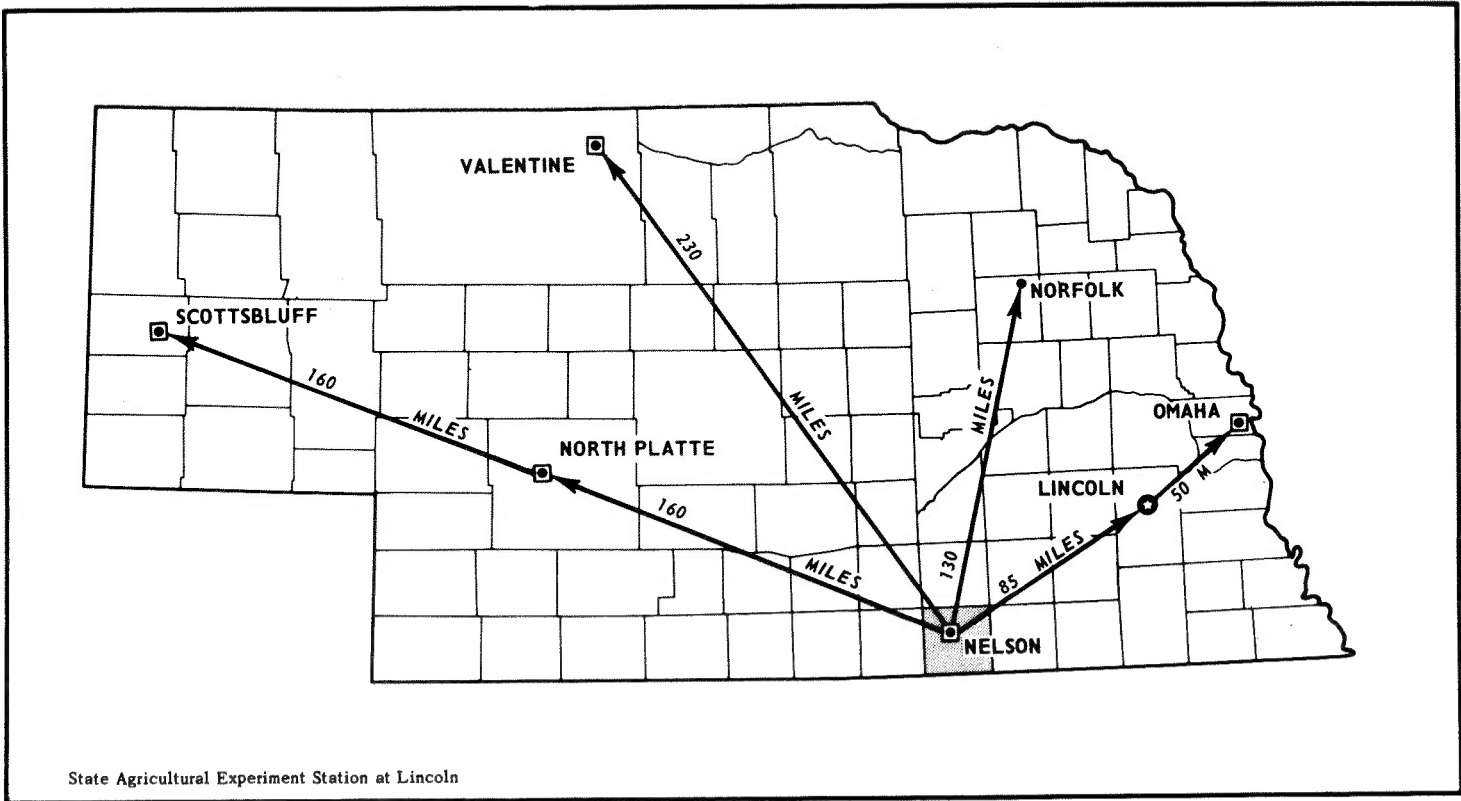 VALENTINE
230
MILES
NORFOLK
SCOTTSBLUFF
160
MILES
OMAHA
MILES
NORTH PLATTE
LINCOLN
50 M
160
MILES
130
85 MILES
NELSON
State Agricultural Experiment Station at Lincoln